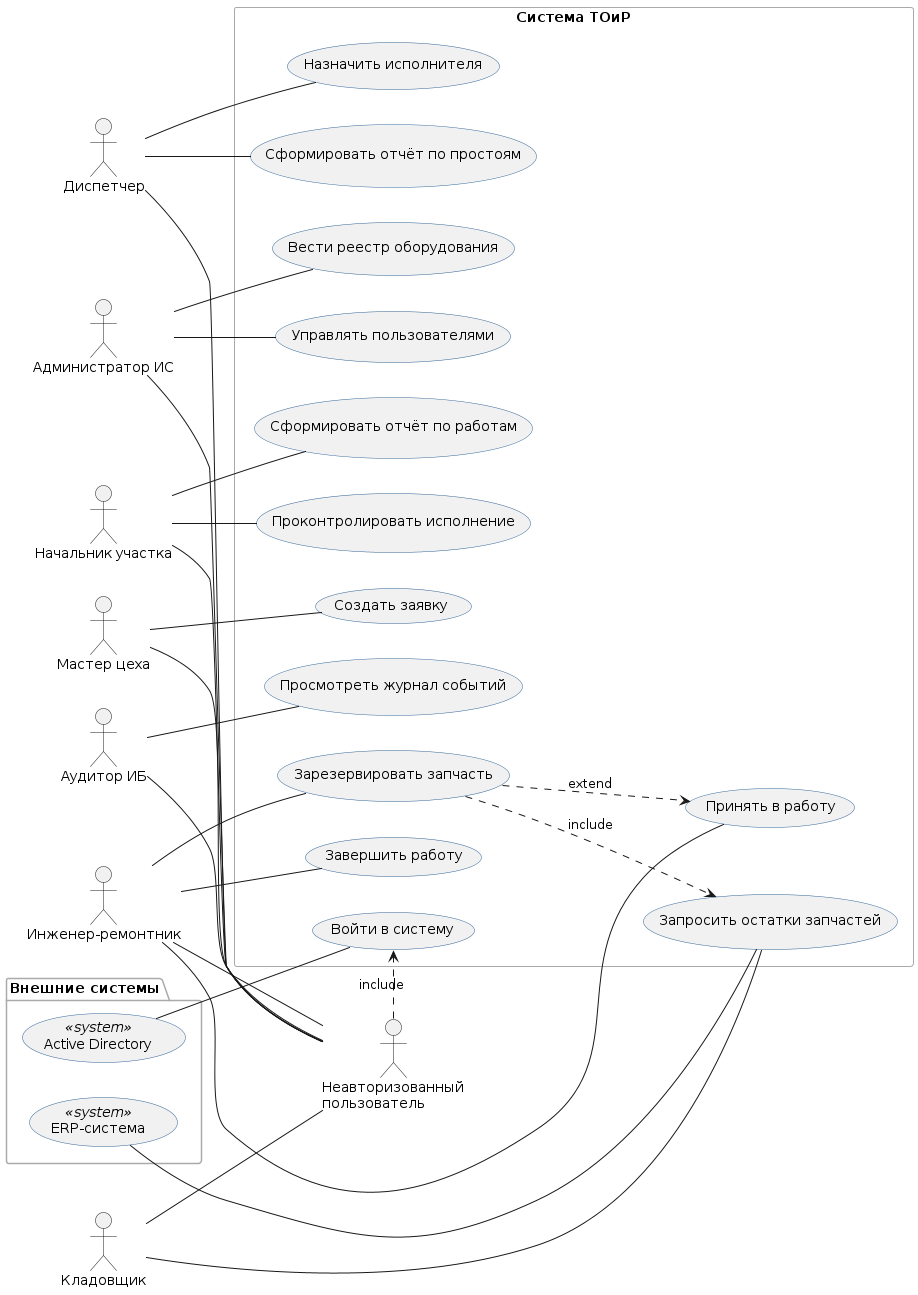 Система ТОиР
Назначить исполнителя
Сформировать отчёт по простоям
Диспетчер
Вести реестр оборудования
Управлять пользователями
Администратор ИС
Сформировать отчёт по работам
Проконтролировать исполнение
Начальник участка
Создать заявку
Мастер цеха
Просмотреть журнал событий
Аудитор ИБ
Зарезервировать запчасть
extend
Принять в работу
include
Завершить работу
Запросить остатки запчастей
Войти в систему
Инженер-ремонтник
include
Внешние системы
«system»
Active Directory
Неавторизованный
пользователь
«system»
ERP-система
Кладовщик